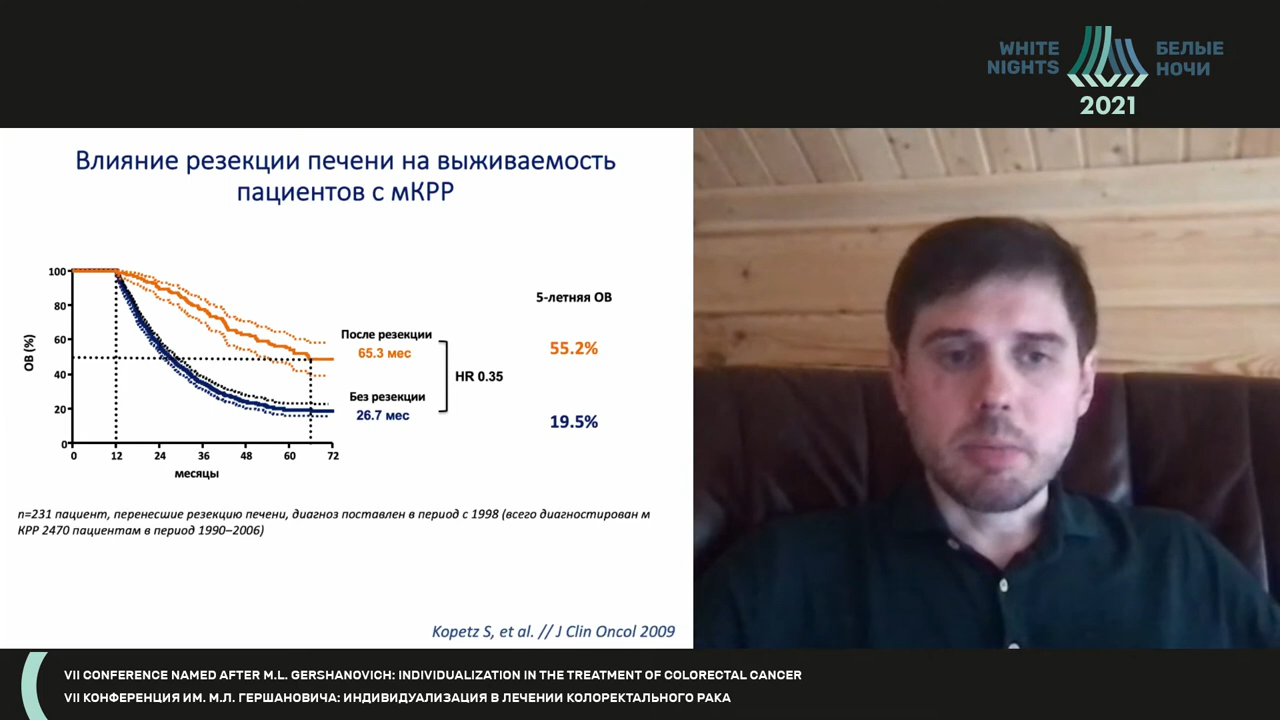 WHITE
NIGHTS
БЕЛЫЕ
НОЧИ
2021
Влияние резекции печени на выживаемость
пациентов с мКРР
100
80
60
40
20
0
ОВ (%)
0 12 24 36 48 60 72
месяцы
После резекции
65.3 мес
Без резекции
26.7 мес
HR 0.35
5-летняя ОВ
55.2%
19.5%
n=231 пациент, перенесшие резекцию печени, диагноз поставлен в период с 1998 (всего диагностирован м
КРР 2470 пациентам в период 1990–2006)
Kopetz S, et al. // J Clin Oncol 2009
VII CONFERENCE NAMED AFTER M.L. GERSHANOVICH: INDIVIDUALIZATION IN THE TREATMENT OF COLORECTAL CANCER
VII КОНФЕРЕНЦИЯ ИМ. М.Л. ГЕРШАНОВИЧА: ИНДИВИДУАЛИЗАЦИЯ В ЛЕЧЕНИИ КОЛОРЕКТАЛЬНОГО РАКА